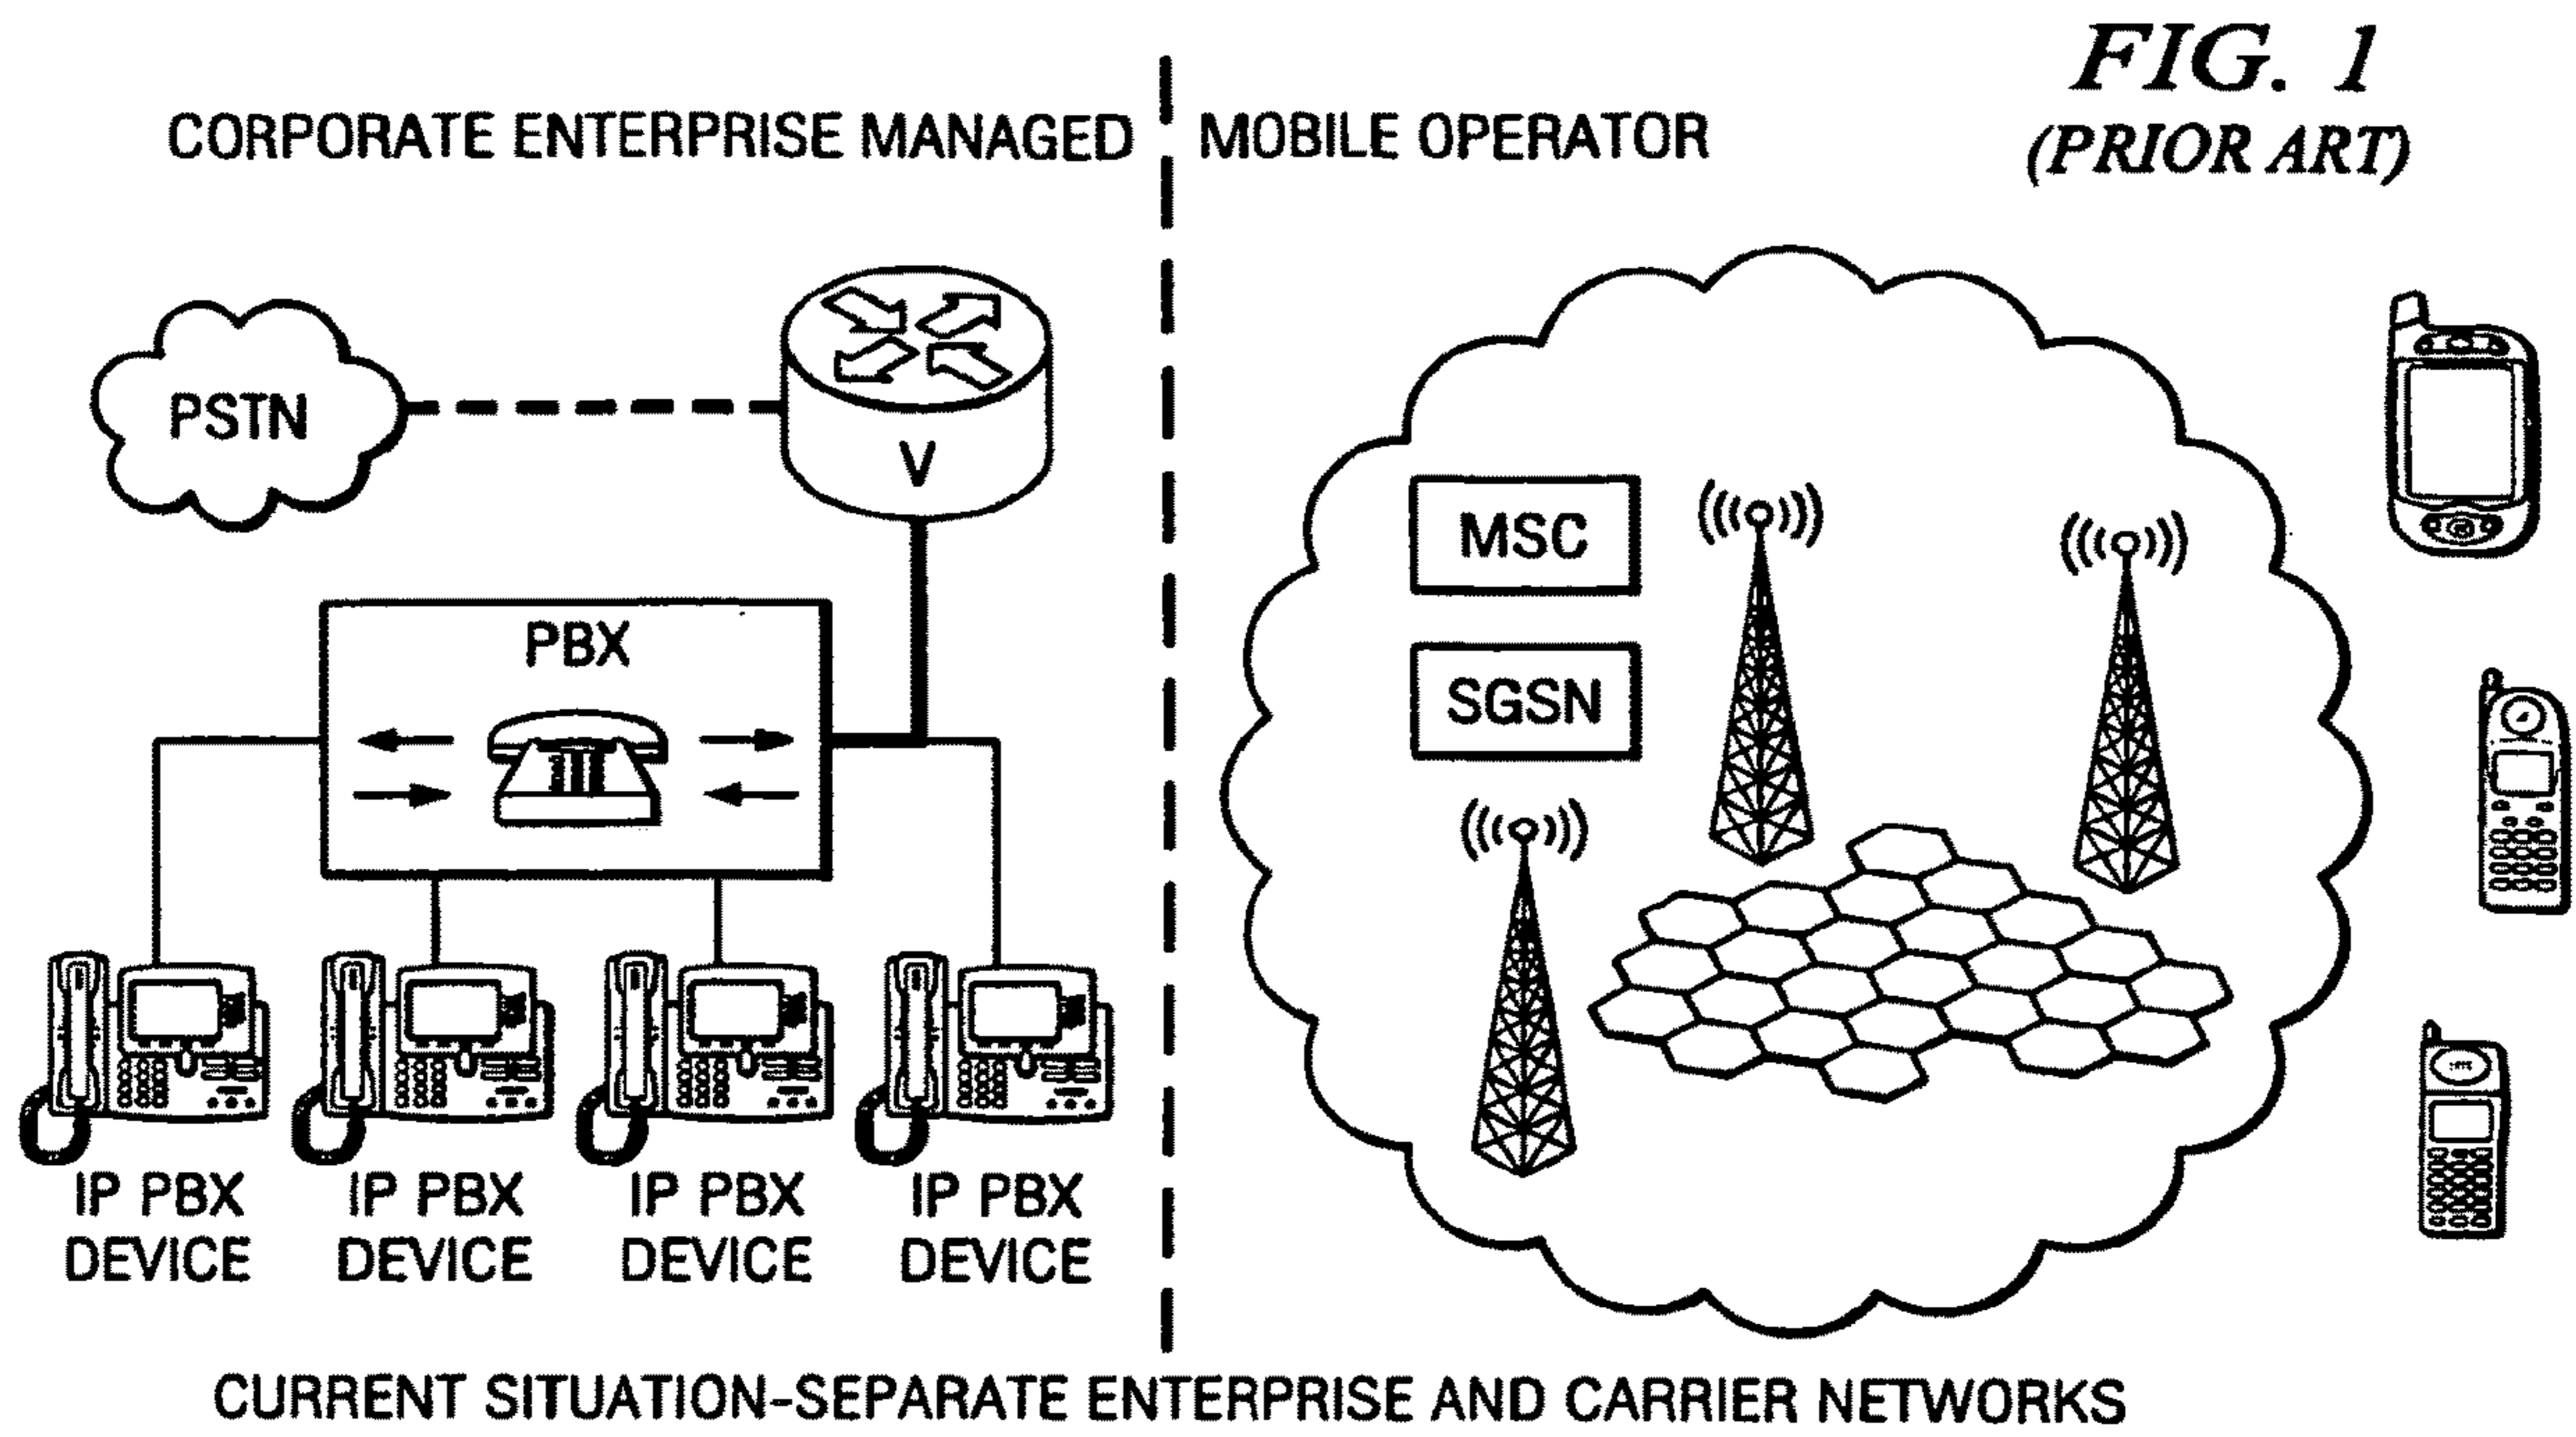 FIG. 1
(PRIOR ART)
CORPORATE ENTERPRISE MANAGED
MOBILE OPERATOR
PSTN
V
MSC
PBX
SGSN
IP PBX
DEVICE
IP PBX
DEVICE
IP PBX
DEVICE
IP PBX
DEVICE
CURRENT SITUATION-SEPARATE ENTERPRISE AND CARRIER NETWORKS